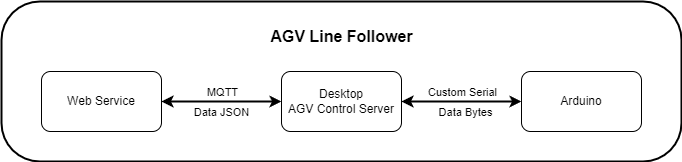 AGV Line Follower
Web Service
MQTT
Data JSON
Desktop
AGV Control Server
Custom Serial
Data Bytes
Arduino